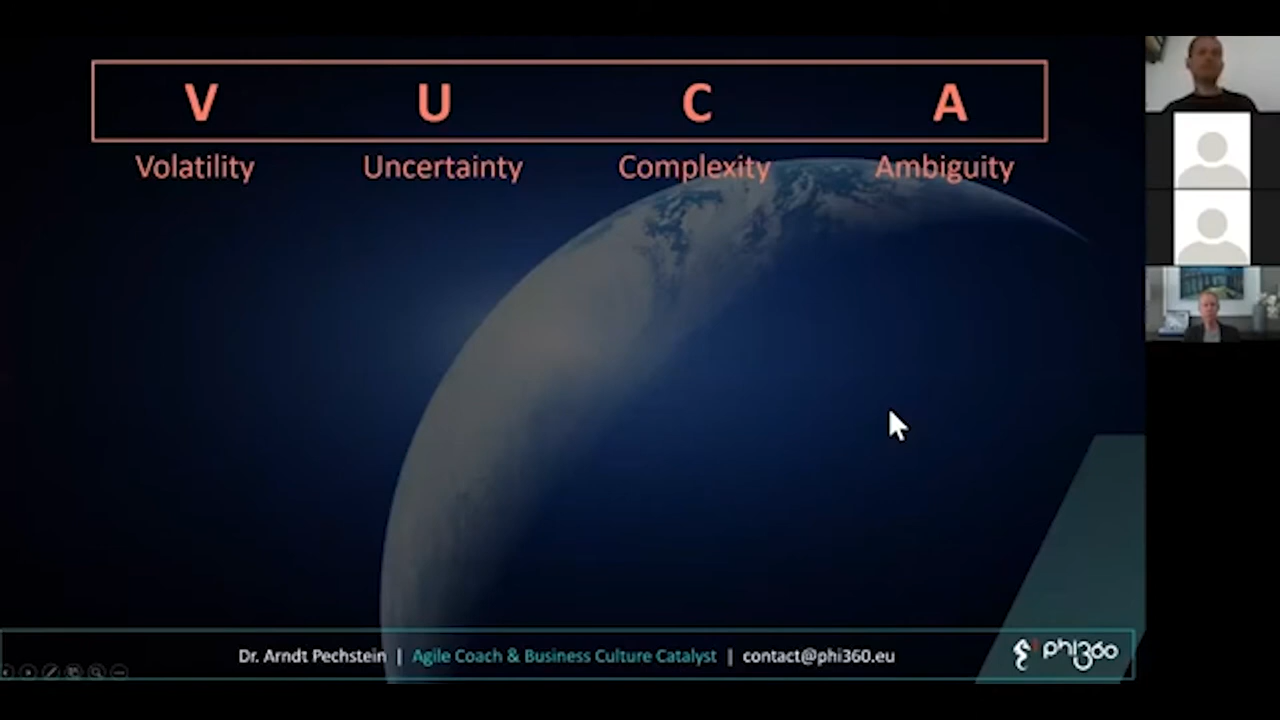 V U C A
Volatility Uncertainty Complexity Ambiguity
Dr. Arndt Pechstein | Agile Coach & Business Culture Catalyst | contact@phi360.eu
phi360